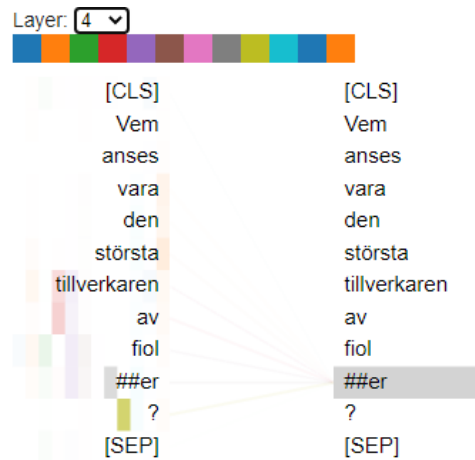 Layer: 4
[CLS] [CLS]
Vem Vem
anses anses
vara vara
den den
största största
tillverkaren tillverkaren
av av
fiol fiol
##er ##er
? ?
[SEP] [SEP]